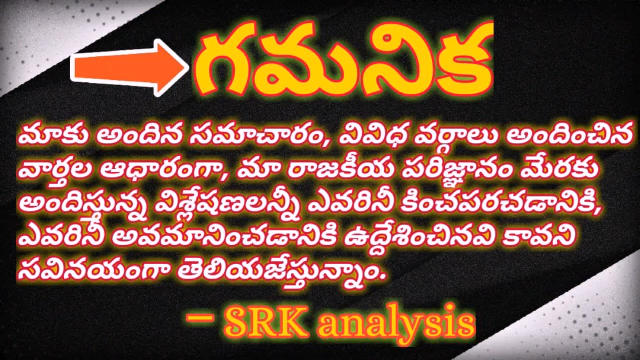 గమనిక
మాకు అందిన సమాచారం, వివిధ వర్గాలు అందించిన
వార్తల ఆధారంగా, మా రాజకీయ పరిజ్ఞానం మేరకు
అందిస్తున్న విశ్లేషణలన్నీ ఎవరినీ కించపరచడానికి,
ఎవరినీ అవమానించడానికి ఉద్దేశించినవి కావని
సవినయంగా తెలియజేస్తున్నాం.
– SRK analysis